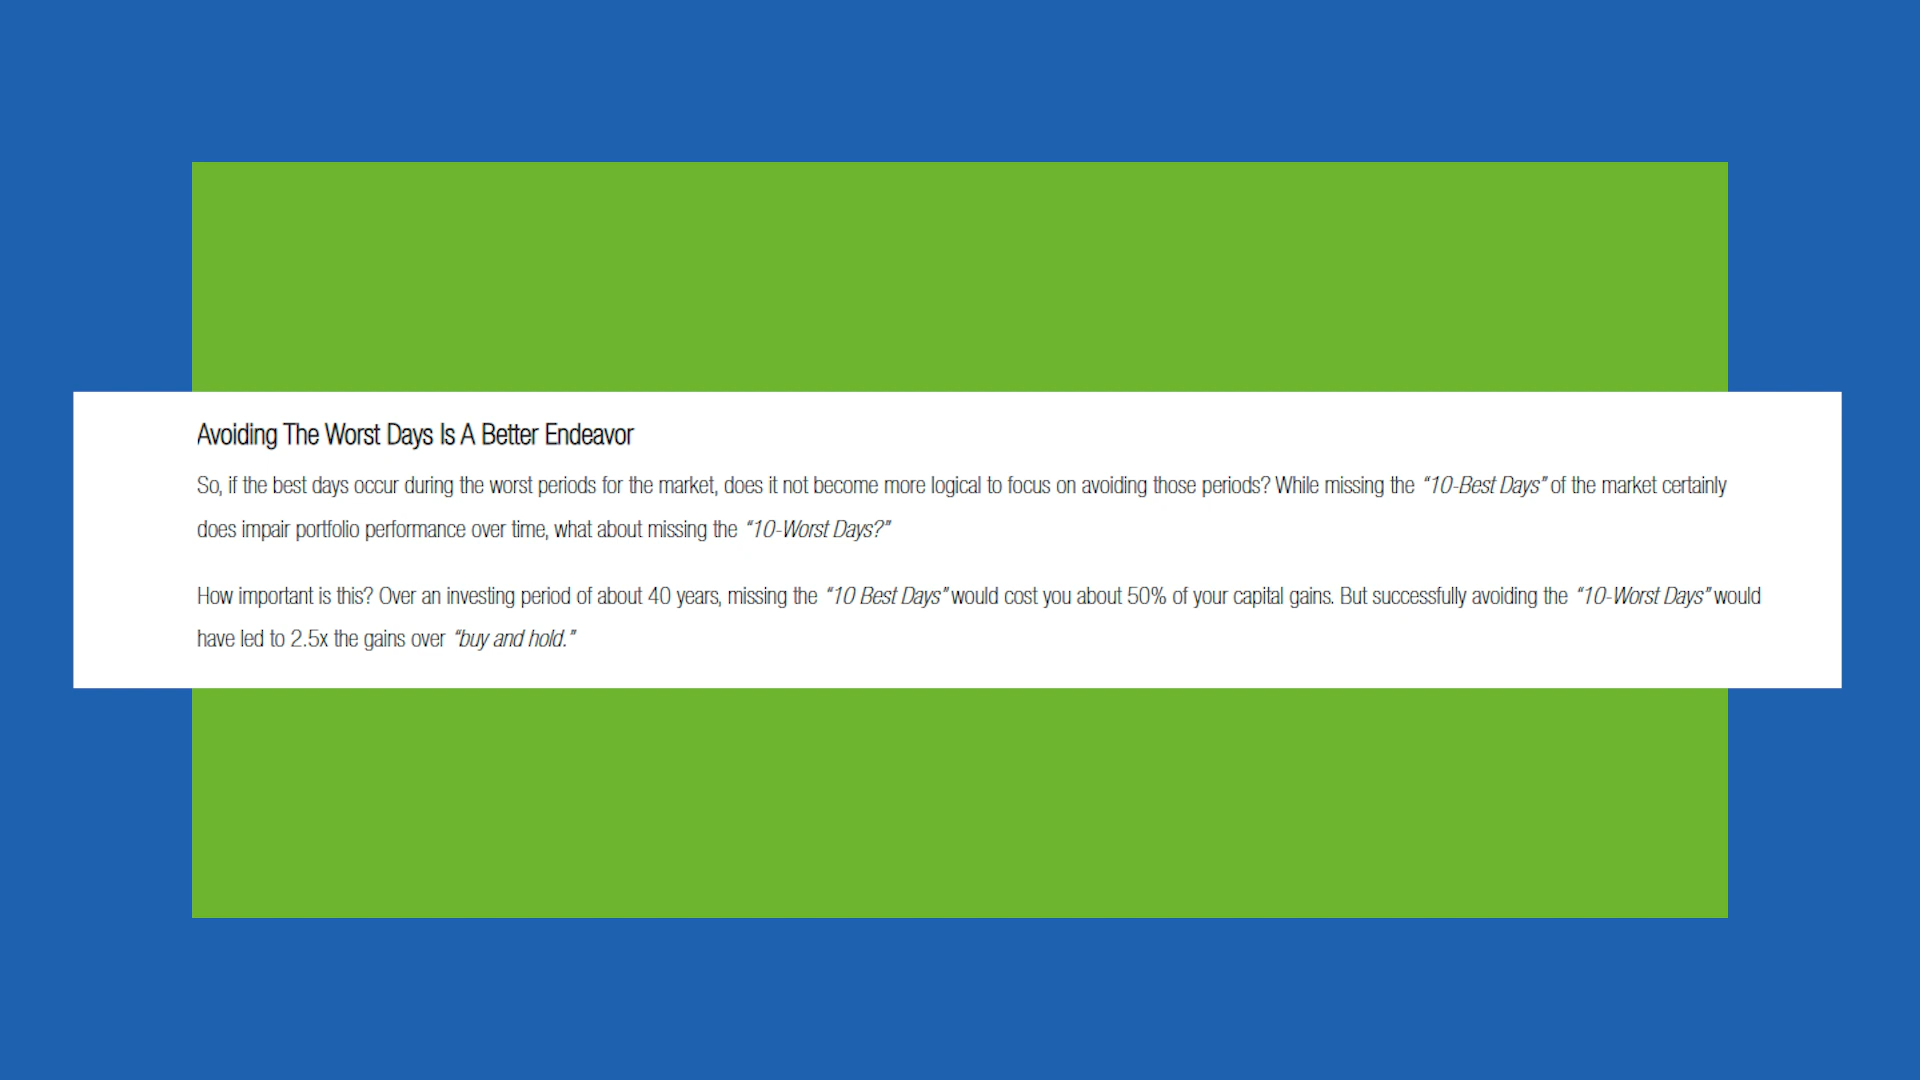 Avoiding The Worst Days Is A Better Endeavor
So, if the best days occur during the worst periods for the market, does it not become more logical to focus on avoiding those periods? While missing the “10-Best Days” of the market certainly
does impair portfolio performance over time, what about missing the “10-Worst Days?”
How important is this? Over an investing period of about 40 years, missing the “10 Best Days” would cost you about 50% of your capital gains. But successfully avoiding the “10-Worst Days” would
have led to 2.5x the gains over “buy and hold.”